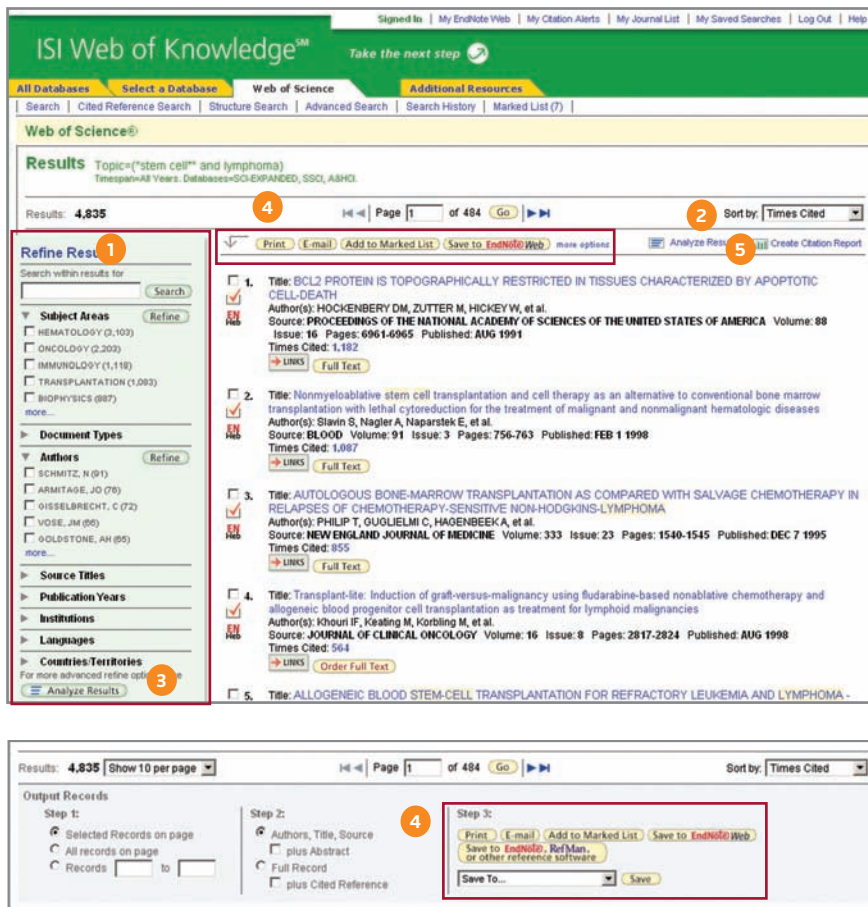 Signed In | My EndNote Web | My Citation Alerts | My Journal List | My Saved Searches | Log Out | Help
ISI Web of Knowledge℠ Take the next step
All Databases Select a Database Web of Science Additional Resources
| Search | Cited Reference Search | Structure Search | Advanced Search | Search History | Marked List (7) |
Web of Science®
Results Topic=("stem cell*" and lymphoma)
Timespan=All Years. Databases=SCI-EXPANDED, SSCI, A&HCI.
4
Results: 4,835 Page 1 of 484 Go 2 Sort by: Times Cited
1
Refine
Search within results for
Search
Subject Areas Refine
HEMATOLOGY (3,103)
ONCOLOGY (2,203)
IMMUNOLOGY (1,118)
TRANSPLANTATION (1,083)
BIOPHYSICS (887)
more...
Document Types
Authors Refine
SCHMITZ, N (91)
ARMITAGE, JO (76)
GISSELBRECHT, C (72)
VOSE, JM (66)
GOLDSTONE, AH (65)
more...
Source Titles
Publication Years
Institutions
Languages
Countries/Territories
For more advanced refine
3
Analyze Results
Print E-mail Add to Marked List Save to EndNote Web more options Analyze 5 Create Citation Report
1. Title: BCL2 PROTEIN IS TOPOGRAPHICALLY RESTRICTED IN TISSUES CHARACTERIZED BY APOPTOTIC
CELL-DEATH
Author(s): HOCKENBERY DM, ZUTTER M, HICKEY W, et al.
EN Web
Source: PROCEEDINGS OF THE NATIONAL ACADEMY OF SCIENCES OF THE UNITED STATES OF AMERICA Volume: 88
Issue: 16 Pages: 6961-6965 Published: AUG 1991
Times Cited: 1,182
LINKS Full Text
2. Title: Nonmyeloablative stem cell transplantation and cell therapy as an alternative to conventional bone marrow
transplantation with lethal cytoreduction for the treatment of malignant and nonmalignant hematologic diseases
Author(s): Slavin S, Nagler A, Naparstek E, et al.
EN Web
Source: BLOOD Volume: 91 Issue: 3 Pages: 756-763 Published: FEB 1 1998
Times Cited: 1,087
LINKS Full Text
3. Title: AUTOLOGOUS BONE-MARROW TRANSPLANTATION AS COMPARED WITH SALVAGE CHEMOTHERAPY IN
RELAPSES OF CHEMOTHERAPY-SENSITIVE NON-HODGKINS-LYMPHOMA
Author(s): PHILIP T, GUGLIELMI C, HAGENBEEK A, et al.
EN Web
Source: NEW ENGLAND JOURNAL OF MEDICINE Volume: 333 Issue: 23 Pages: 1540-1545 Published: DEC 7 1995
Times Cited: 855
LINKS Full Text
4. Title: Transplant-lite: Induction of graft-versus-malignancy using fludarabine-based nonablative chemotherapy and
allogeneic blood progenitor cell transplantation as treatment for lymphoid malignancies
Author(s): Khouri IF, Keating M, Korbling M, et al.
EN Web
Source: JOURNAL OF CLINICAL ONCOLOGY Volume: 16 Issue: 8 Pages: 2817-2824 Published: AUG 1998
Times Cited: 564
LINKS Order Full Text
5. Title: ALLOGENEIC BLOOD STEM-CELL TRANSPLANTATION FOR REFRACTORY LEUKEMIA AND LYMPHOMA -
Results: 4,835 Show 10 per page Page 1 of 484 Go Sort by: Times Cited
Output Records
Step 1:
Selected Records on page
All records on page
Records to
Step 2:
Authors, Title, Source
plus Abstract
Full Record
plus Cited Reference
4
Step 3:
Print E-mail Add to Marked List Save to EndNote Web
Save to EndNote, RefMan,
or other reference software
Save To... Save